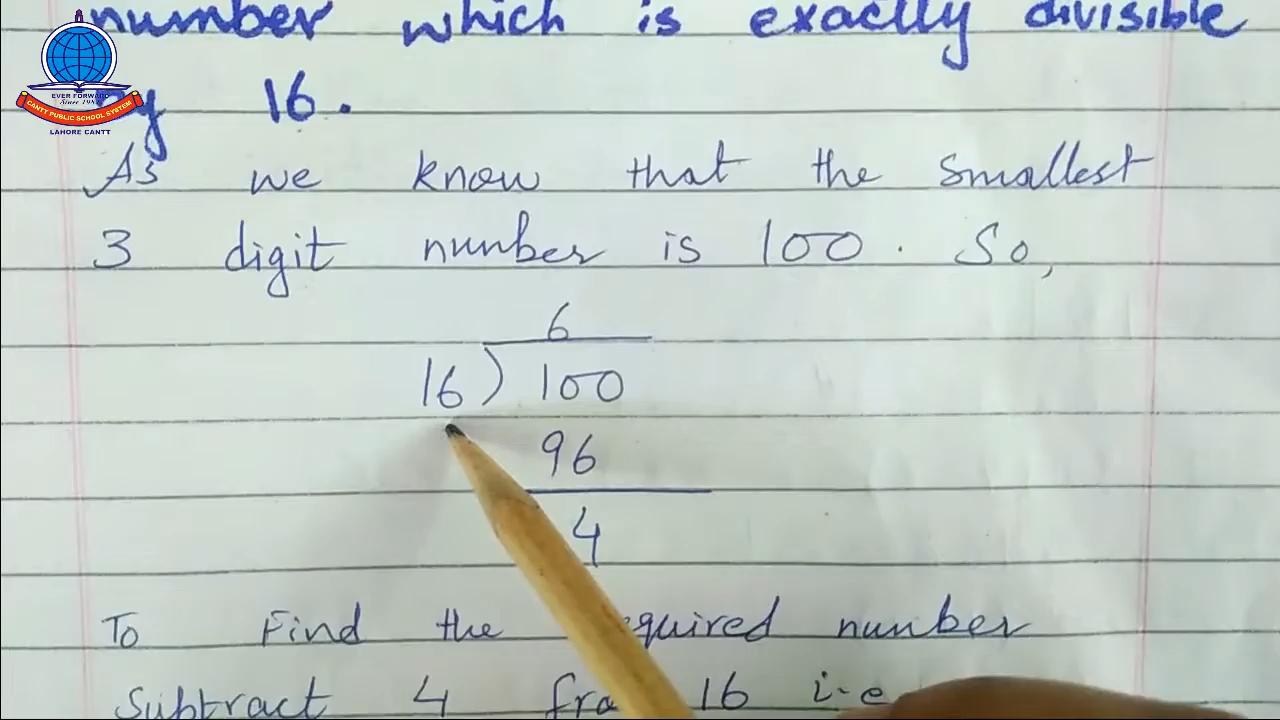 number which is exactly divisible
by 16.
EVER FORWARD
CANTT PUBLIC SCHOOL SYSTEM
LAHORE CANTT
As we know that the smallest
3 digit number is 100. So,
6
16) 100
96
4
To Find the number
Subtract 4 16 i.e